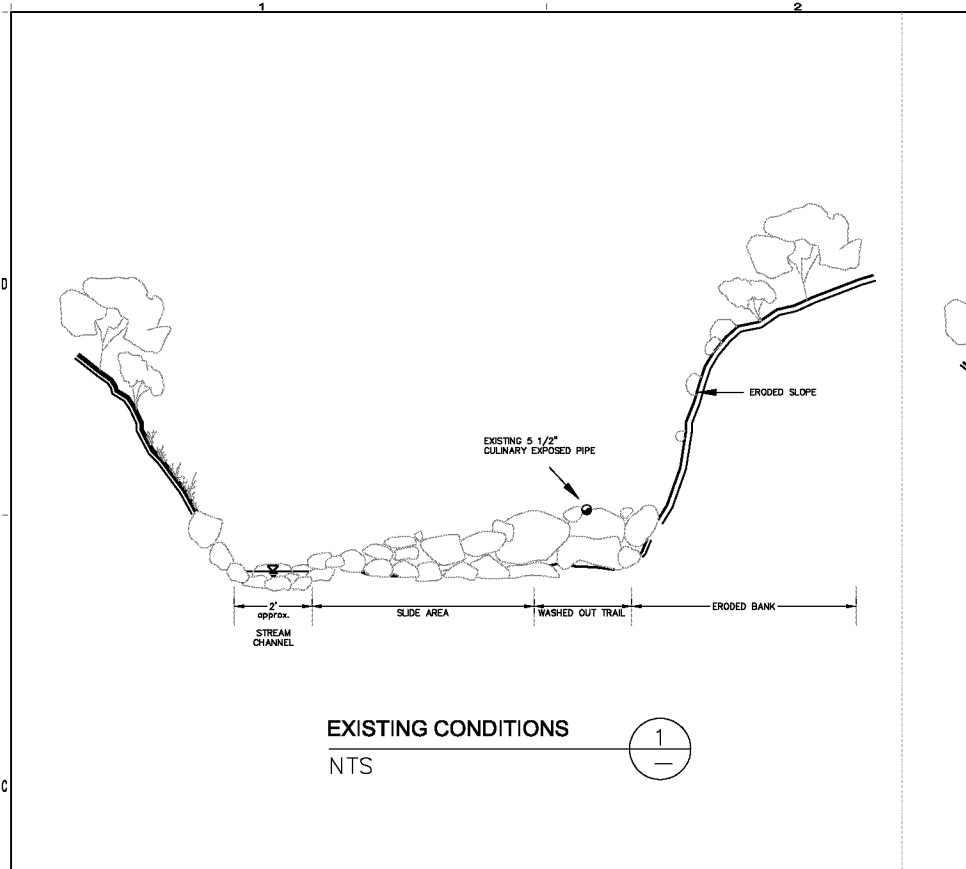 1
2
D
ERODED SLOPE
EXISTING 5 1/2"
CULINARY EXPOSED PIPE
2'
approx.
SLIDE AREA
WASHED OUT TRAIL
ERODED BANK
STREAM
CHANNEL
EXISTING CONDITIONS
1
NTS
—
C